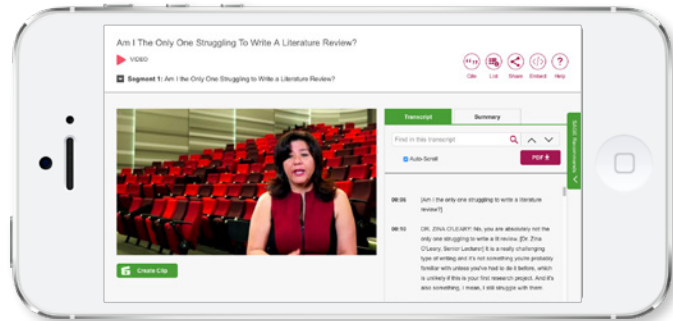 Am I The Only One Struggling To Write A Literature Review?
VIDEO
Segment 1: Am I the Only One Struggling to Write a Literature Review?
Cite List Share Embed Help
Transcript Summary
Find in this transcript
Auto-Scroll
PDF
00:06 [Am I the only one struggling to write a literature
review?]
00:10 DR. ZINA O'LEARY: No, you are absolutely not the
only one struggling to write a lit review. [Dr. Zina
O'Leary, Senior Lecturer] It is a really challenging
type of writing and it's not something you're probably
familiar with unless you've had to do it before, which
is unlikely if this is your first research project. And it's
also something, I mean, I still struggle with them
Create Clip